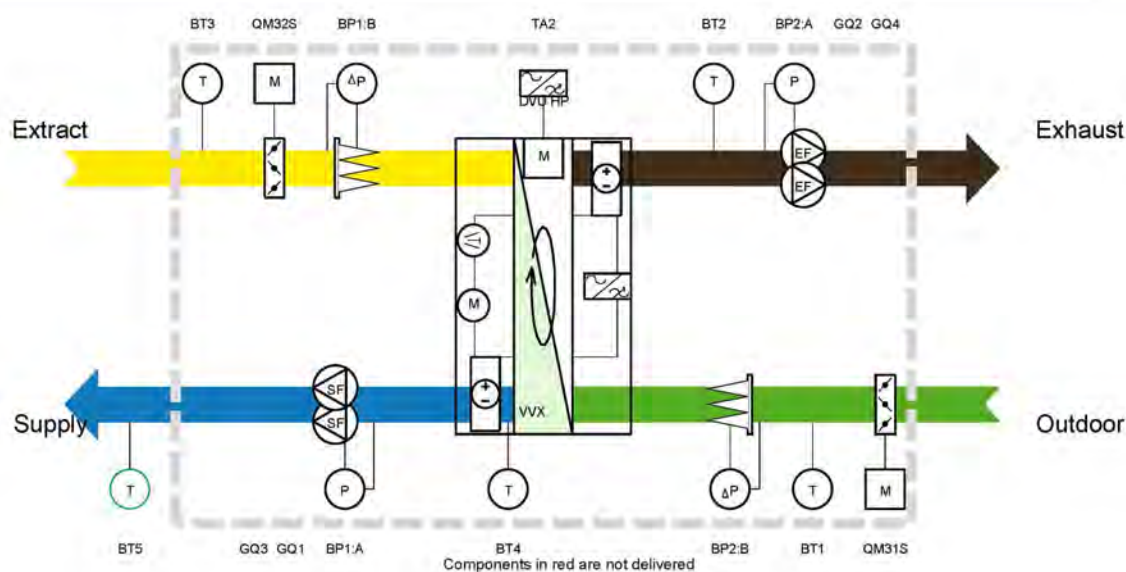 BT3 QM32S BP1:B TA2 BT2 BP2:A GQ2 GQ4
T M ΔP T P
DVU HP
Extract Exhaust
M
EF
EF
M
SF
SF
VVX
Supply Outdoor
T P T ΔP T M
BT5 GQ3 GQ1 BP1:A BT4 BP2:B BT1 QM31S
Components in red are not delivered